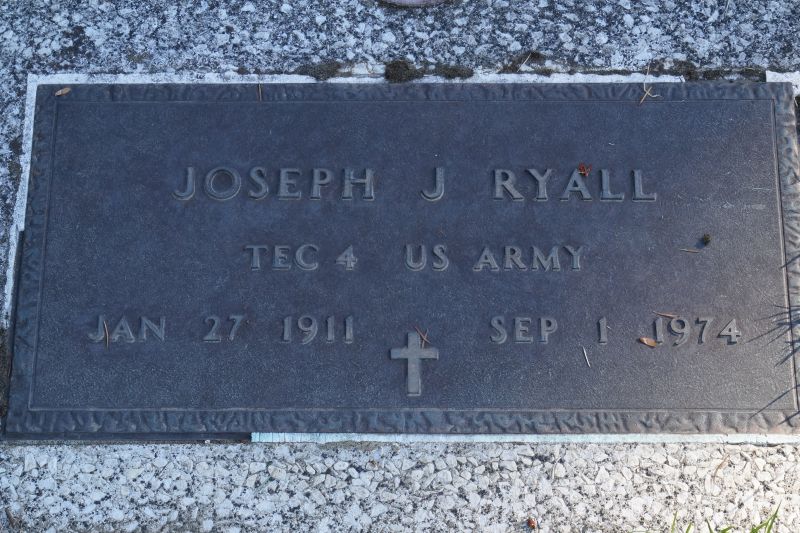 JOSEPH J RYALL
TEC 4 US ARMY
JAN 27 1911 SEP 1 1974